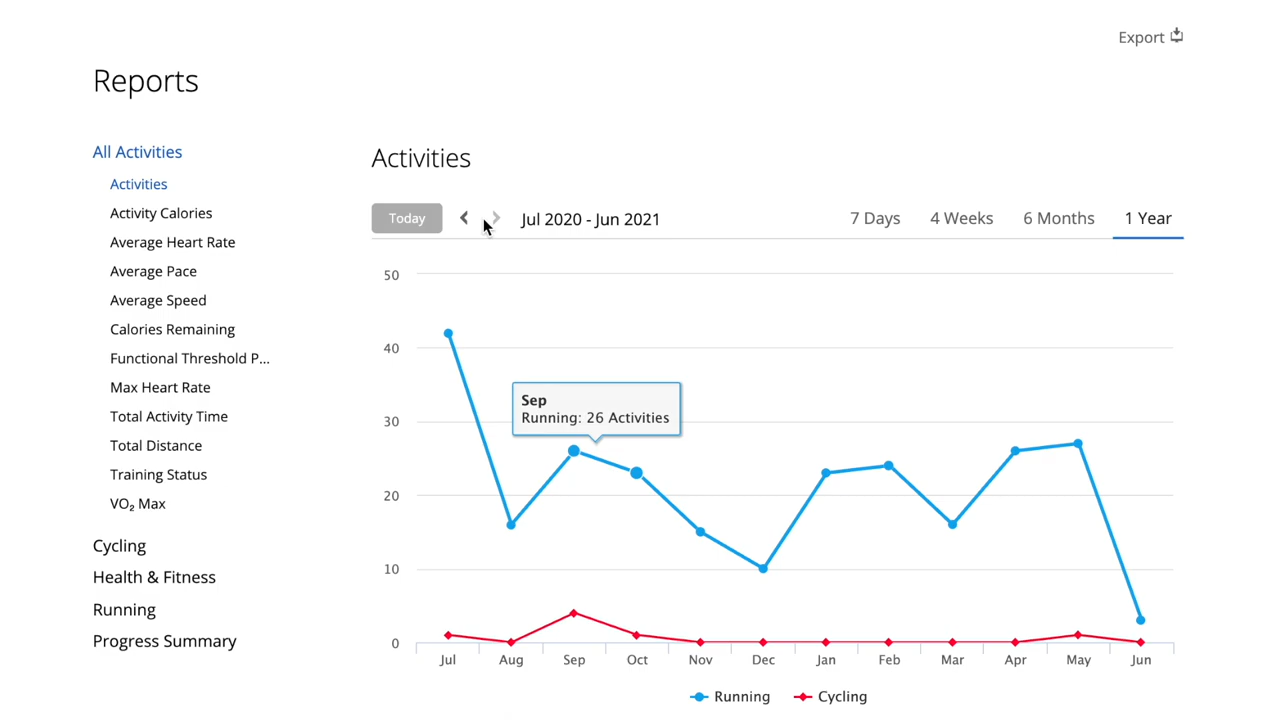 Export
Reports
All Activities
Activities
Activity Calories
Average Heart Rate
Average Pace
Average Speed
Calories Remaining
Functional Threshold P...
Max Heart Rate
Total Activity Time
Total Distance
Training Status
VO₂ Max
Cycling
Health & Fitness
Running
Progress Summary
Activities
Today Jul 2020 - Jun 2021 7 Days 4 Weeks 6 Months 1 Year
50
40
30
20
10
0
Sep
Running: 26 Activities
Jul Aug Sep Oct Nov Dec Jan Feb Mar Apr May Jun
Running Cycling